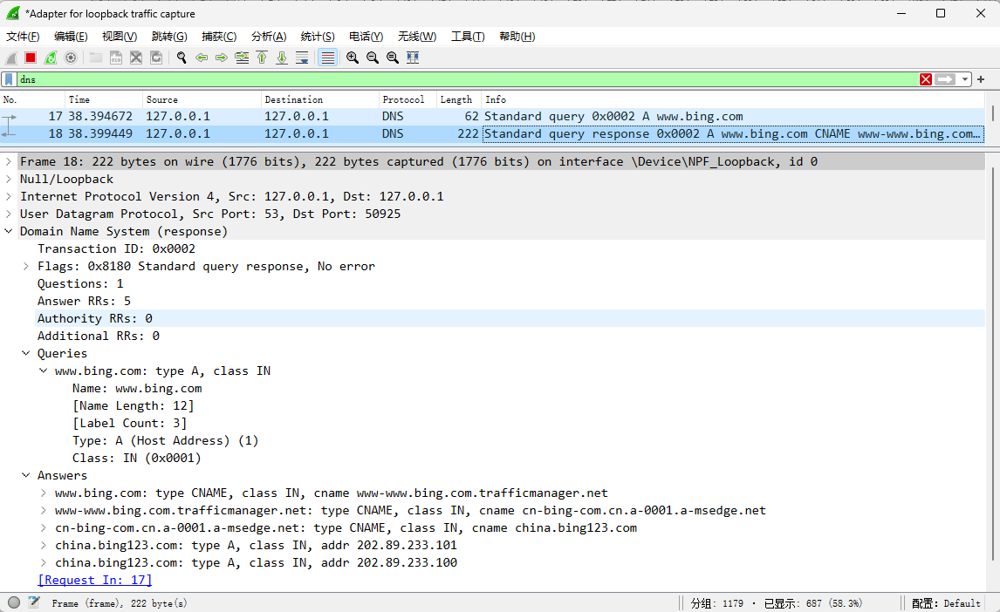 *Adapter for loopback traffic capture
文件(F) 编辑(E) 视图(V) 跳转(G) 捕获(C) 分析(A) 统计(S) 电话(Y) 无线(W) 工具(T) 帮助(H)
dns
No. Time Source Destination Protocol Length Info
17 38.394672 127.0.0.1 127.0.0.1 DNS 62 Standard query 0x0002 A www.bing.com
18 38.399449 127.0.0.1 127.0.0.1 DNS 222 Standard query response 0x0002 A www.bing.com CNAME www-www.bing.com…
Frame 18: 222 bytes on wire (1776 bits), 222 bytes captured (1776 bits) on interface \Device\NPF_Loopback, id 0
Null/Loopback
Internet Protocol Version 4, Src: 127.0.0.1, Dst: 127.0.0.1
User Datagram Protocol, Src Port: 53, Dst Port: 50925
Domain Name System (response)
Transaction ID: 0x0002
Flags: 0x8180 Standard query response, No error
Questions: 1
Answer RRs: 5
Authority RRs: 0
Additional RRs: 0
Queries
www.bing.com: type A, class IN
Name: www.bing.com
[Name Length: 12]
[Label Count: 3]
Type: A (Host Address) (1)
Class: IN (0x0001)
Answers
www.bing.com: type CNAME, class IN, cname www-www.bing.com.trafficmanager.net
www-www.bing.com.trafficmanager.net: type CNAME, class IN, cname cn-bing-com.cn.a-0001.a-msedge.net
cn-bing-com.cn.a-0001.a-msedge.net: type CNAME, class IN, cname china.bing123.com
china.bing123.com: type A, class IN, addr 202.89.233.101
china.bing123.com: type A, class IN, addr 202.89.233.100
[Request In: 17]
Frame (frame), 222 byte(s) 分组: 1179 · 已显示: 687 (58.3%) 配置: Default